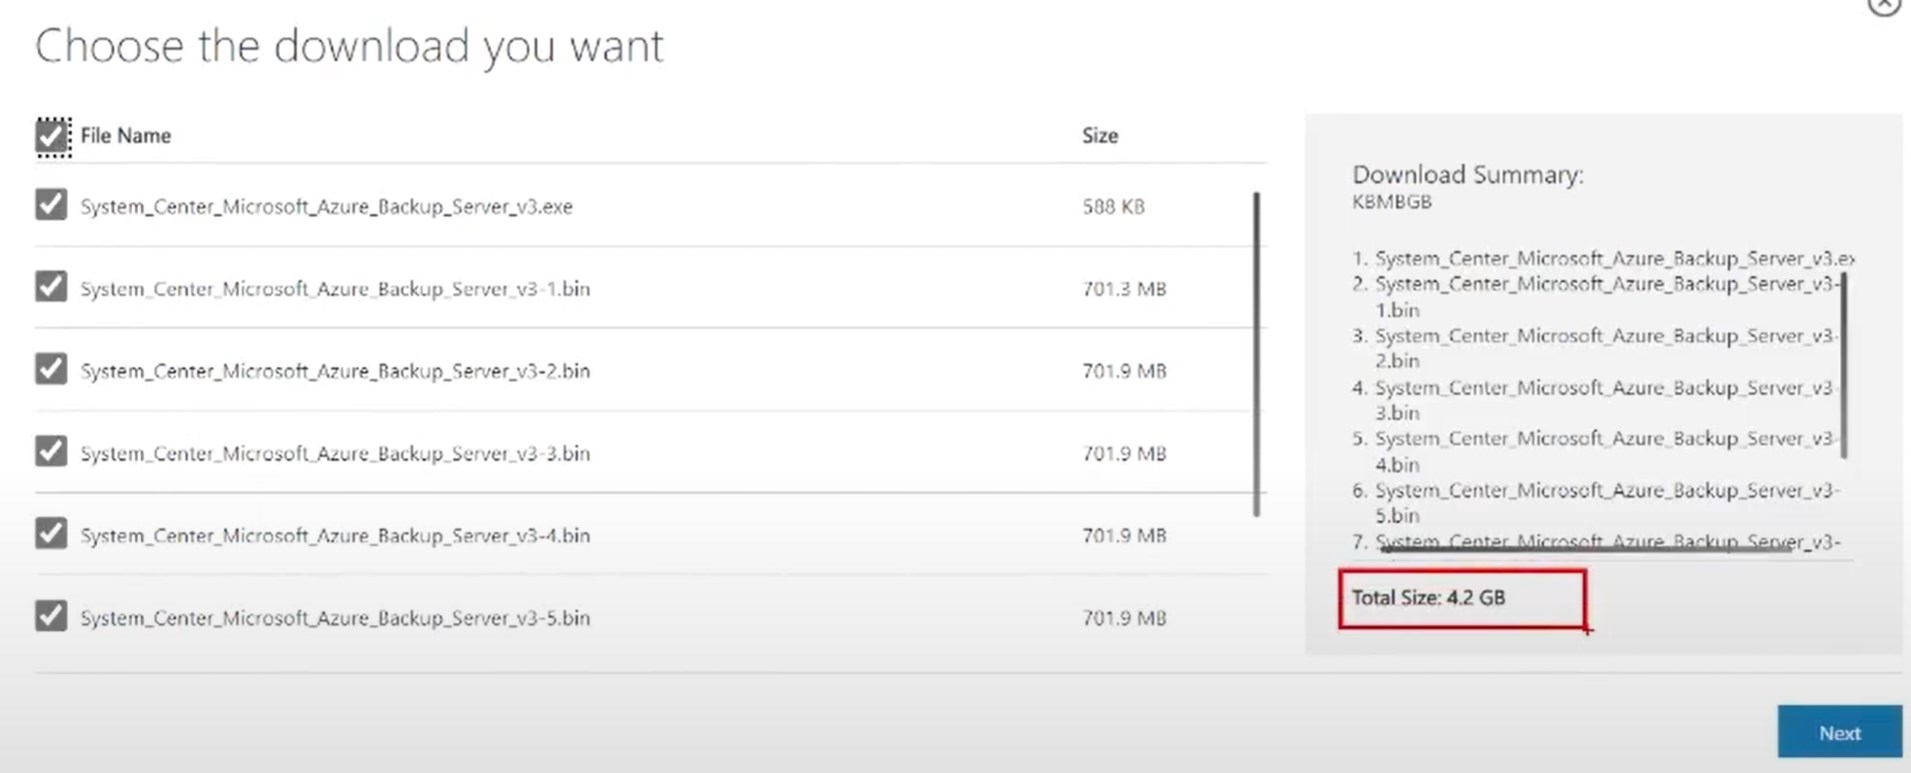 Choose the download you want
File Name Size
System_Center_Microsoft_Azure_Backup_Server_v3.exe 588 KB
System_Center_Microsoft_Azure_Backup_Server_v3-1.bin 701.3 MB
System_Center_Microsoft_Azure_Backup_Server_v3-2.bin 701.9 MB
System_Center_Microsoft_Azure_Backup_Server_v3-3.bin 701.9 MB
System_Center_Microsoft_Azure_Backup_Server_v3-4.bin 701.9 MB
System_Center_Microsoft_Azure_Backup_Server_v3-5.bin 701.9 MB
Download Summary:
KBMBGB
1. System_Center_Microsoft_Azure_Backup_Server_v3.ex
2. System_Center_Microsoft_Azure_Backup_Server_v3-
1.bin
3. System_Center_Microsoft_Azure_Backup_Server_v3-
2.bin
4. System_Center_Microsoft_Azure_Backup_Server_v3-
3.bin
5. System_Center_Microsoft_Azure_Backup_Server_v3-
4.bin
6. System_Center_Microsoft_Azure_Backup_Server_v3-
5.bin
7. System_Center_Microsoft_Azure_Backup_Server_v3-
Total Size: 4.2 GB
Next